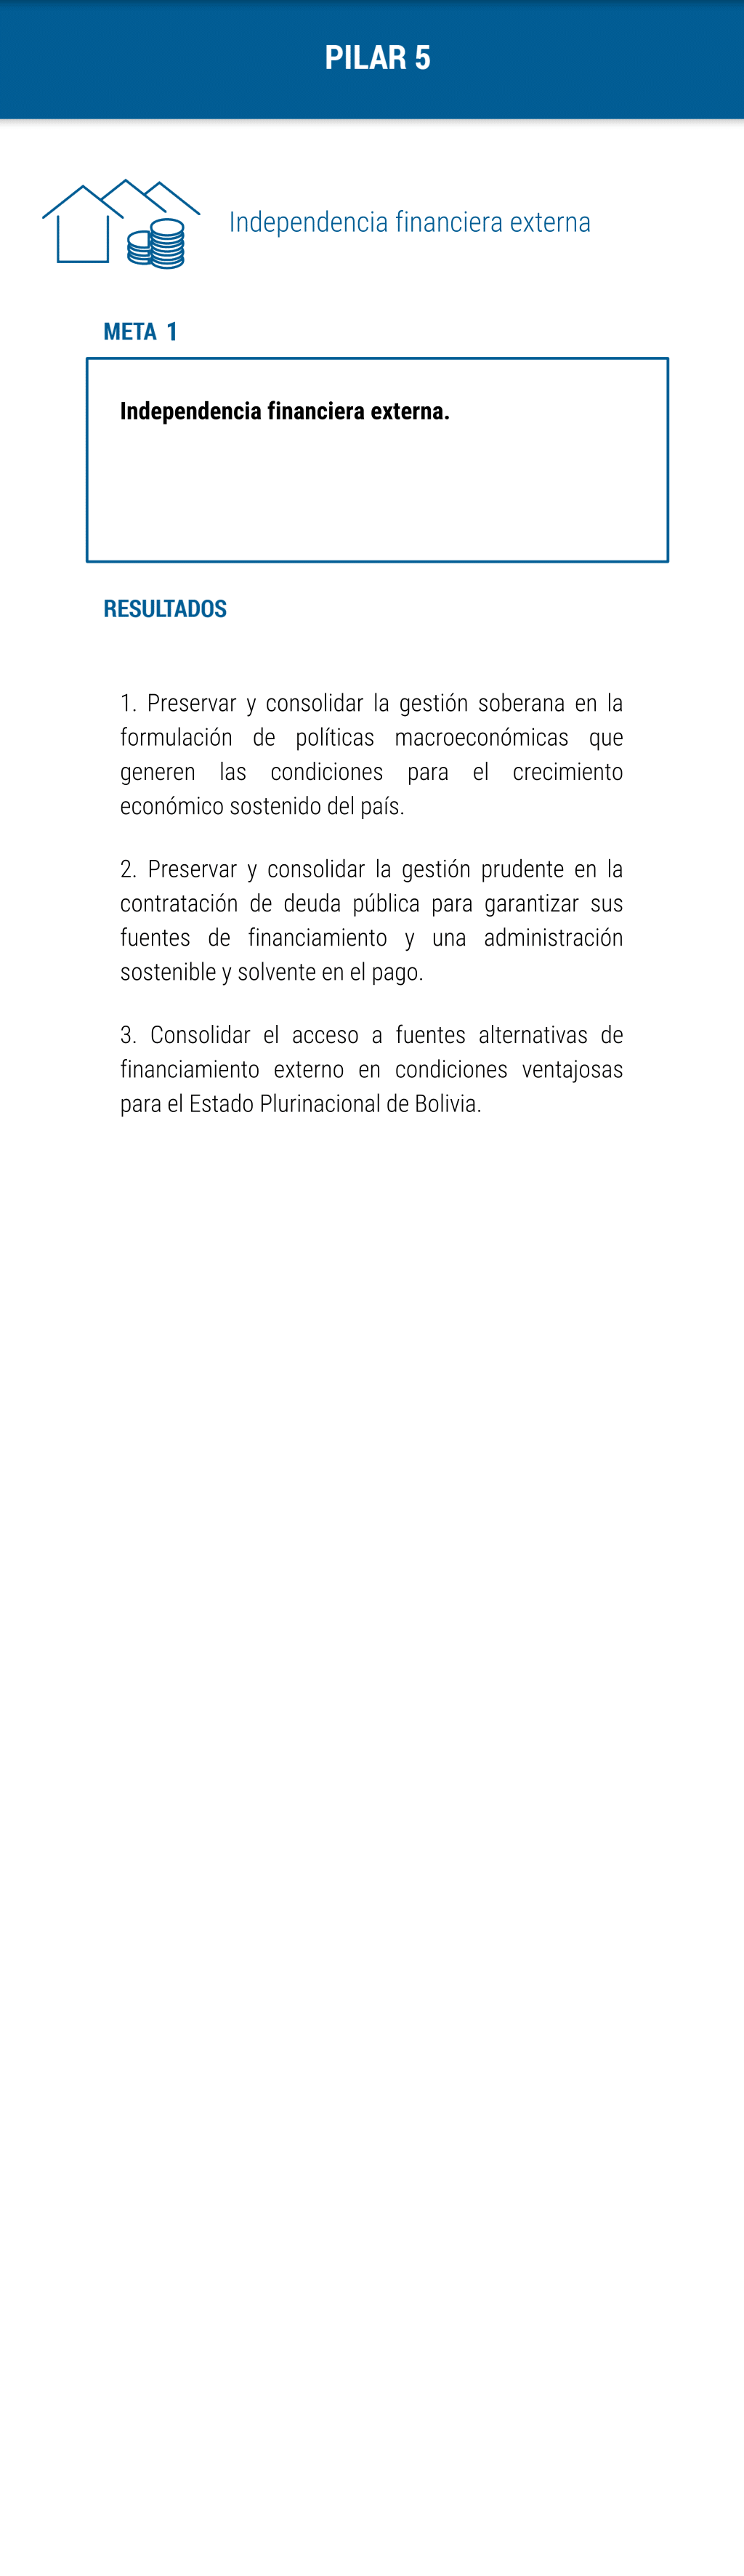 PILAR 5
Independencia financiera externa
META 1
Independencia financiera externa.
RESULTADOS
1. Preservar y consolidar la gestión soberana en la
formulación de políticas macroeconómicas que
generen las condiciones para el crecimiento
económico sostenido del país.
2. Preservar y consolidar la gestión prudente en la
contratación de deuda pública para garantizar sus
fuentes de financiamiento y una administración
sostenible y solvente en el pago.
3. Consolidar el acceso a fuentes alternativas de
financiamiento externo en condiciones ventajosas
para el Estado Plurinacional de Bolivia.